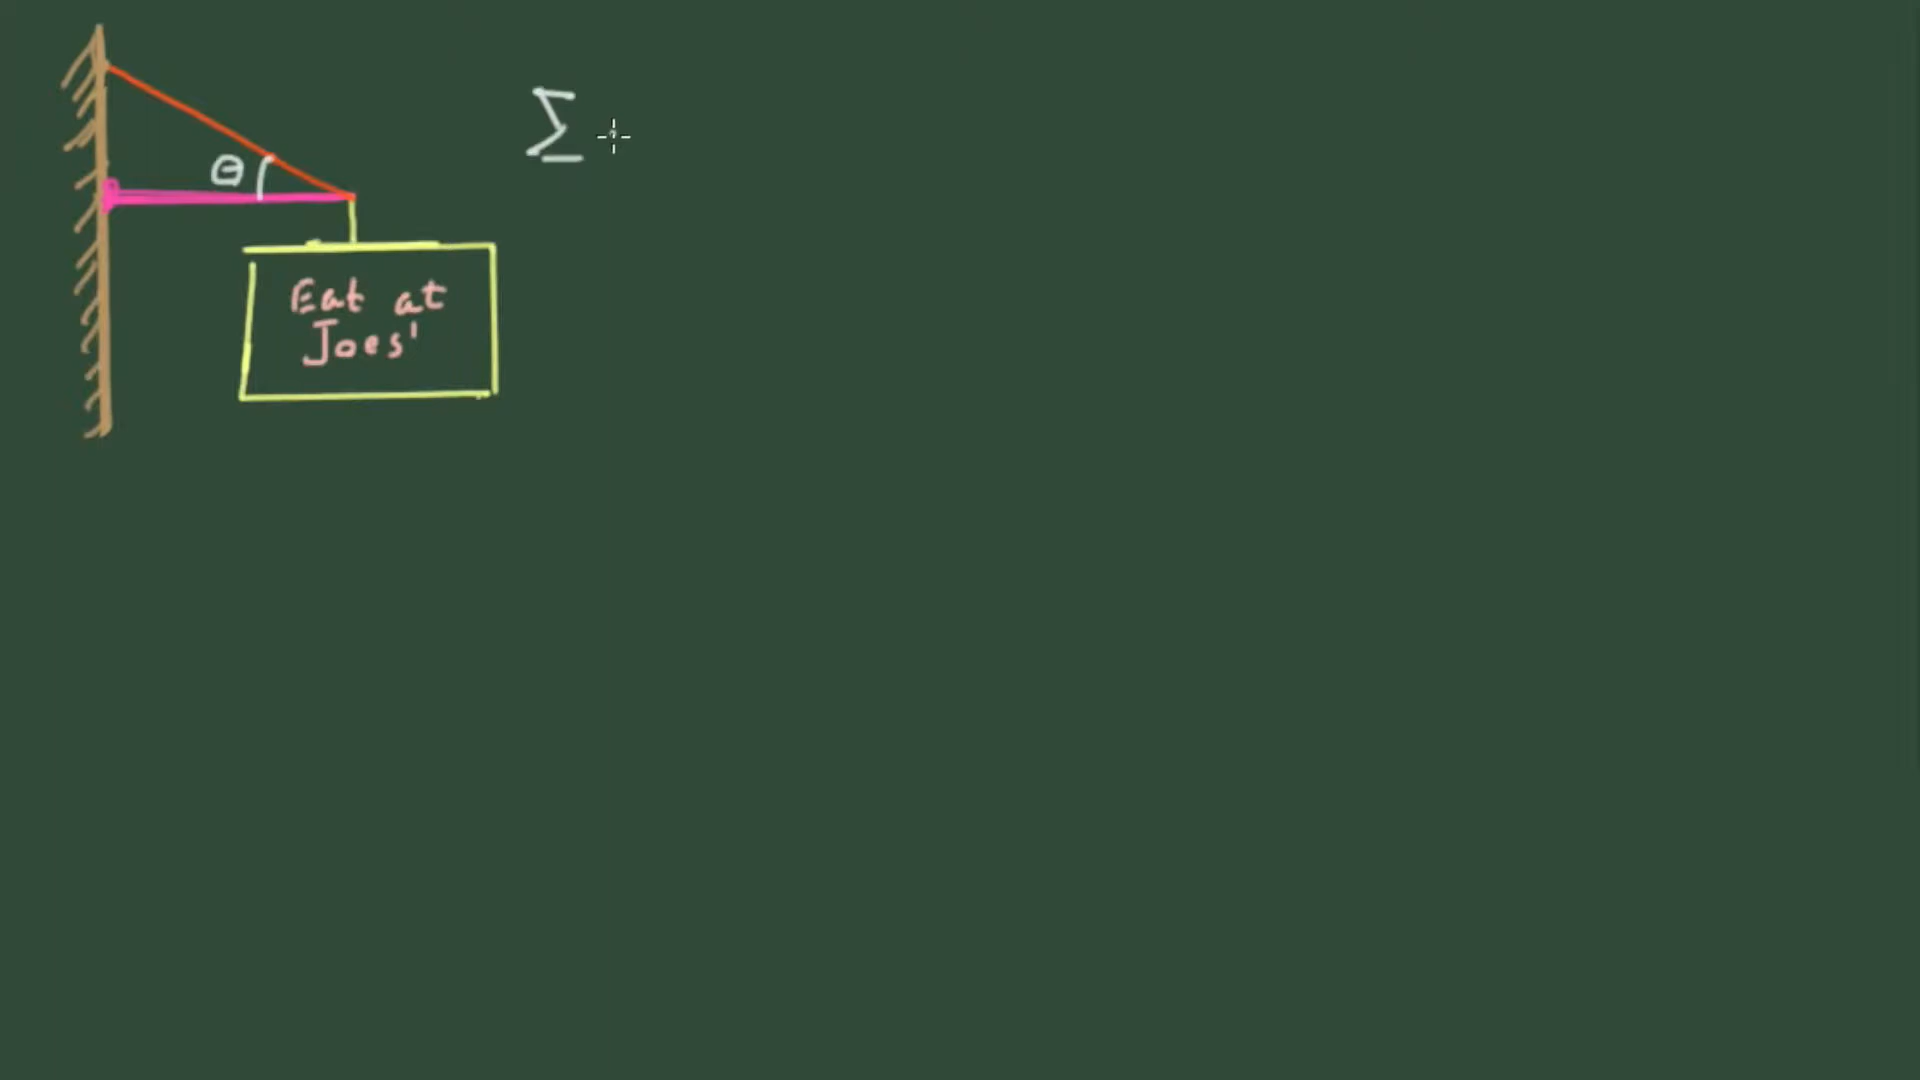 Σ
Θ
Eat at
Joes'